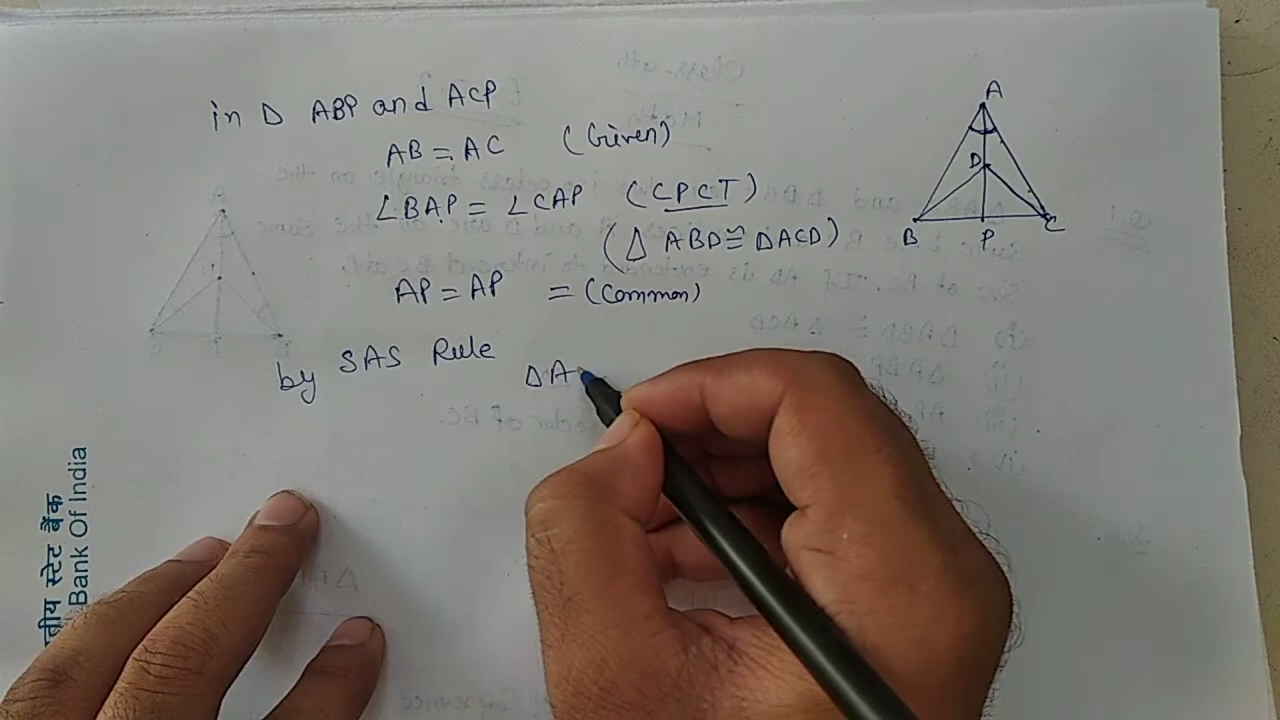 in Δ ABP and ACP
AB = AC (Given)
∠BAP = ∠CAP (CPCT)
(Δ ABD ≅ ΔACD)
AP = AP = (Common)
by SAS Rule ΔA
A
D
B P C
स्टेट बैंक
Bank Of India